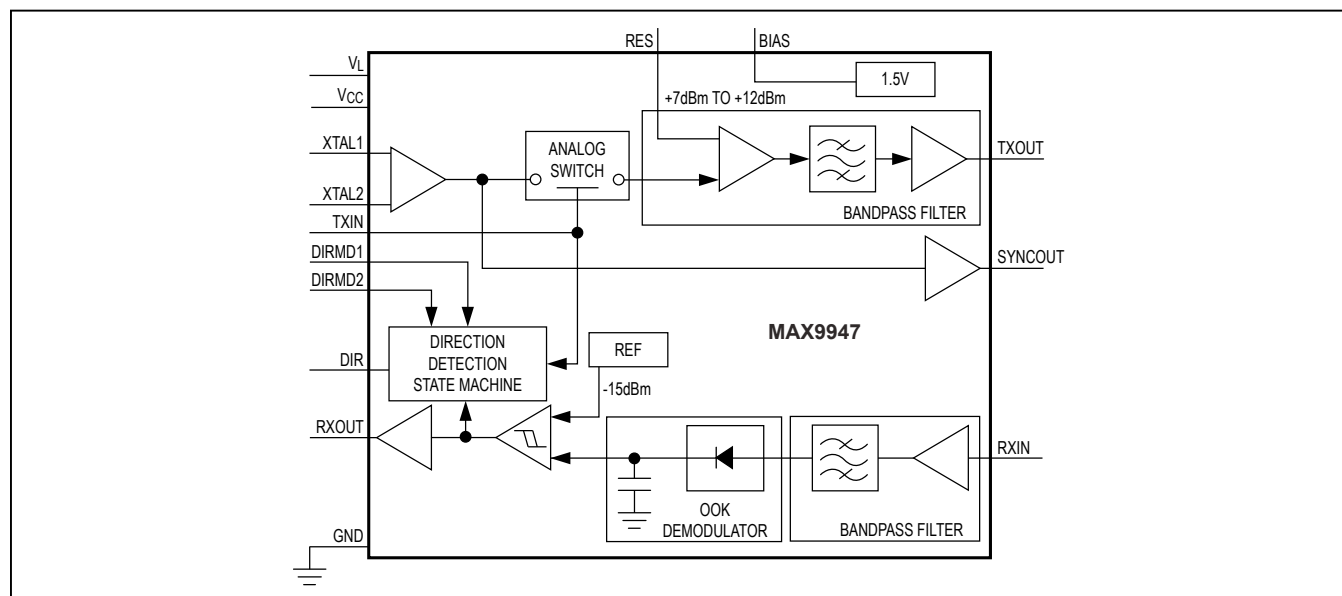 RES
BIAS
VL
1.5V
VCC
+7dBm TO +12dBm
XTAL1
ANALOG
SWITCH
TXOUT
XTAL2
BANDPASS FILTER
TXIN
DIRMD1
SYNCOUT
DIRMD2
MAX9947
DIRECTION
DETECTION
STATE MACHINE
REF
DIR
-15dBm
RXOUT
RXIN
OOK
DEMODULATOR
BANDPASS FILTER
GND